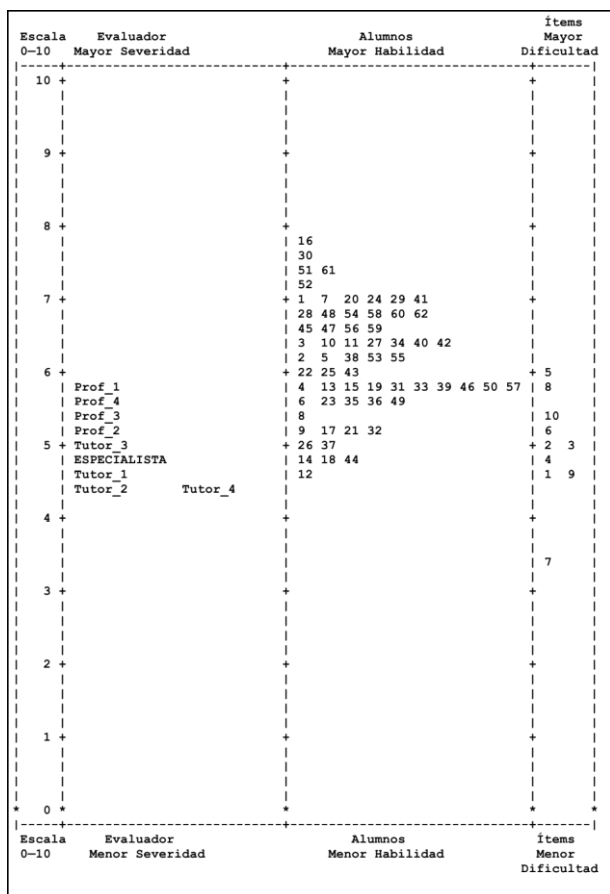 Ítems
Escala Evaluador Alumnos Mayor
0—10 Mayor Severidad Mayor Habilidad Dificultad
|-----+------------------------------+---------------------------------+--------|
| 10 + + + |
| | | | |
| | | | |
| | | | |
| | | | |
| 9 + + + |
| | | | |
| | | | |
| | | | |
| | | | |
| 8 + + + |
| | | 16 | |
| | | 30 | |
| | | 51 61 | |
| | | 52 | |
| 7 + + 1 7 20 24 29 41 + |
| | | 28 48 54 58 60 62 | |
| | | 45 47 56 59 | |
| | | 3 10 11 27 34 40 42 | |
| | | 2 5 38 53 55 | |
| 6 + + 22 25 43 + 5 |
| | Prof_1 | 4 13 15 19 31 33 39 46 50 57 | 8 |
| | Prof_4 | 6 23 35 36 49 | |
| | Prof_3 | 8 | 10 |
| | Prof_2 | 9 17 21 32 | 6 |
| 5 + Tutor_3 + 26 37 + 2 3 |
| | ESPECIALISTA | 14 18 44 | 4 |
| | Tutor_1 | 12 | 1 9 |
| | Tutor_2 Tutor_4 | | |
| 4 + + + |
| | | | |
| | | | |
| | | 7 |
| | | | |
| 3 + + + |
| | | | |
| | | | |
| | | | |
| | | | |
| 2 + + + |
| | | | |
| | | | |
| | | | |
| | | | |
| 1 + + + |
| | | | |
| | | | |
| | | | |
| | | | |
* 0 * * * *
|-----+------------------------------+---------------------------------+--------|
Escala Evaluador Alumnos Ítems
0—10 Menor Severidad Menor Habilidad Menor
Dificultad